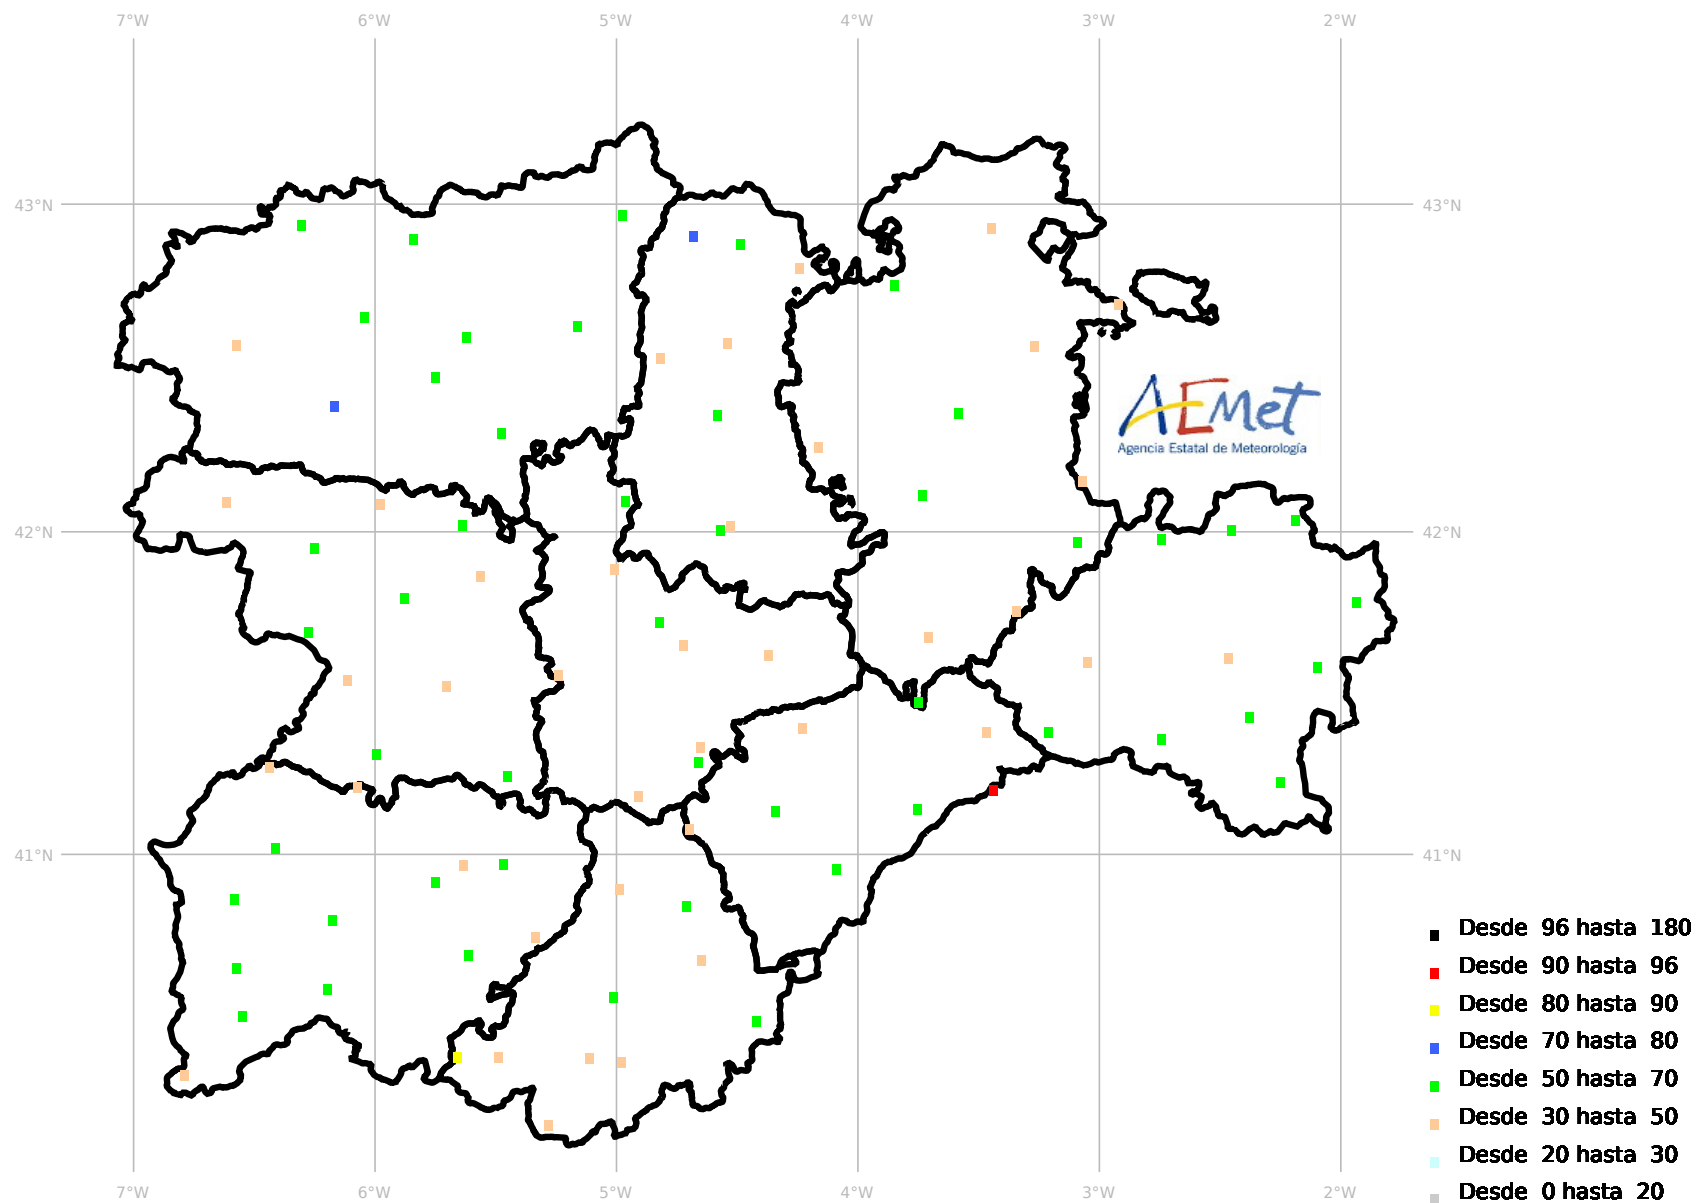 7°W 6°W 5°W 4°W 3°W 2°W
43°N 43°N
AEMet
Agencia Estatal de Meteorología
42°N 42°N
41°N 41°N
Desde 96 hasta 180
Desde 90 hasta 96
Desde 80 hasta 90
Desde 70 hasta 80
Desde 50 hasta 70
Desde 30 hasta 50
Desde 20 hasta 30
Desde 0 hasta 20
7°W 6°W 5°W 4°W 3°W 2°W